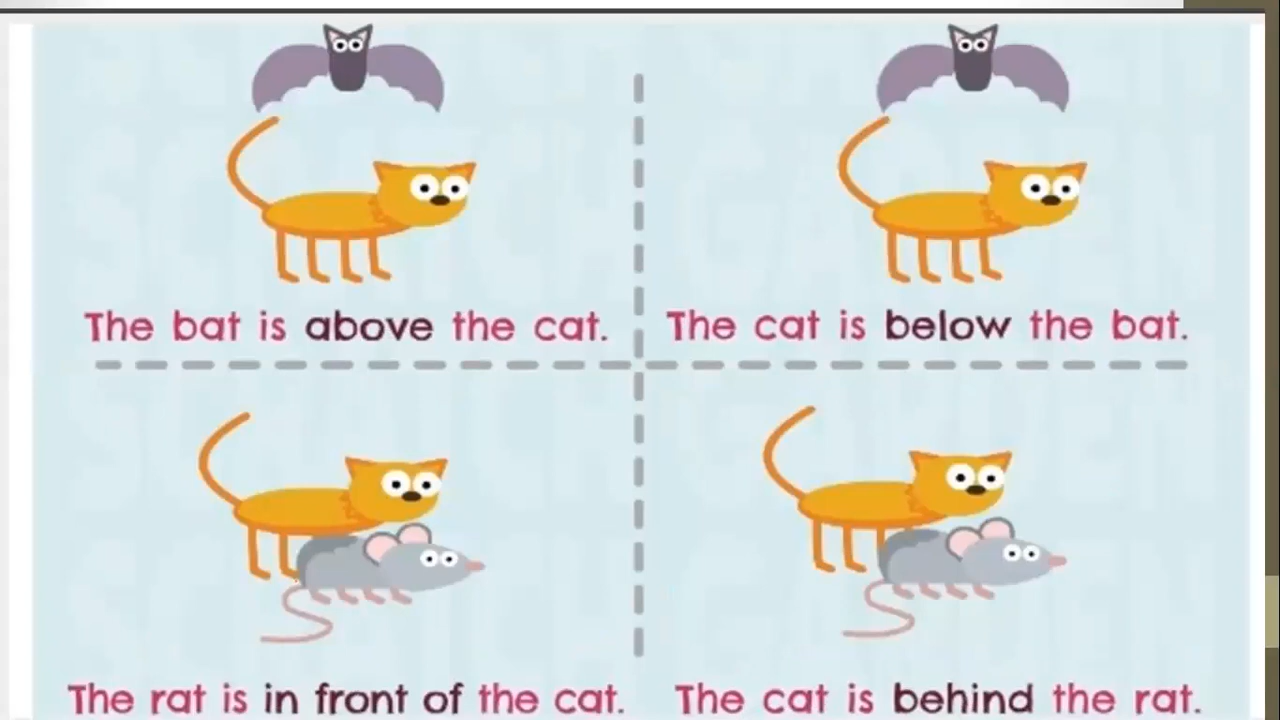 The bat is above the cat.
The cat is below the bat.
The rat is in front of the cat.
The cat is behind the rat.